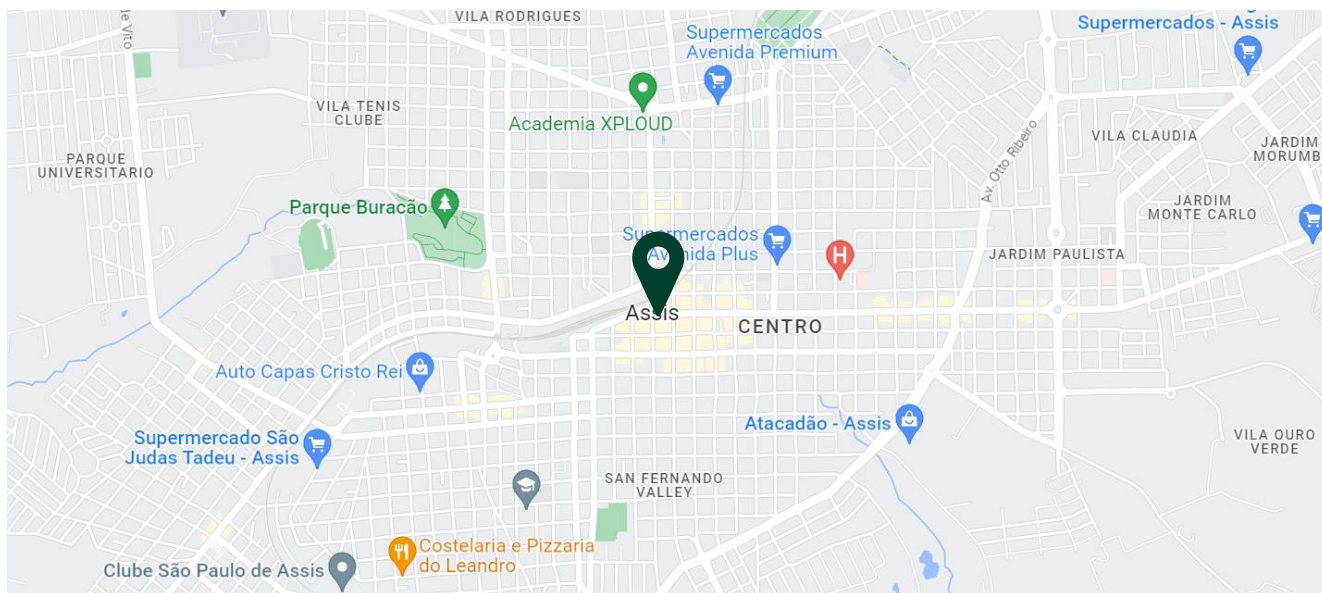 de Vito
VILA RODRIGUES
Supermercados
Avenida Premium
Supermercados - Assis
Academia XPLOUD
VILA TENIS
CLUBE
Av. Otto Ribeiro
VILA CLAUDIA
JARDIM
MORUMB
PARQUE
UNIVERSITARIO
Parque Buracão
JARDIM
MONTE CARLO
Supermercados
Avenida Plus
H
JARDIM PAULISTA
Assis
CENTRO
Auto Capas Cristo Rei
Atacadão - Assis
Supermercado São
Judas Tadeu - Assis
VILA OURO
VERDE
SAN FERNANDO
VALLEY
Costelaria e Pizzaria
do Leandro
Clube São Paulo de Assis